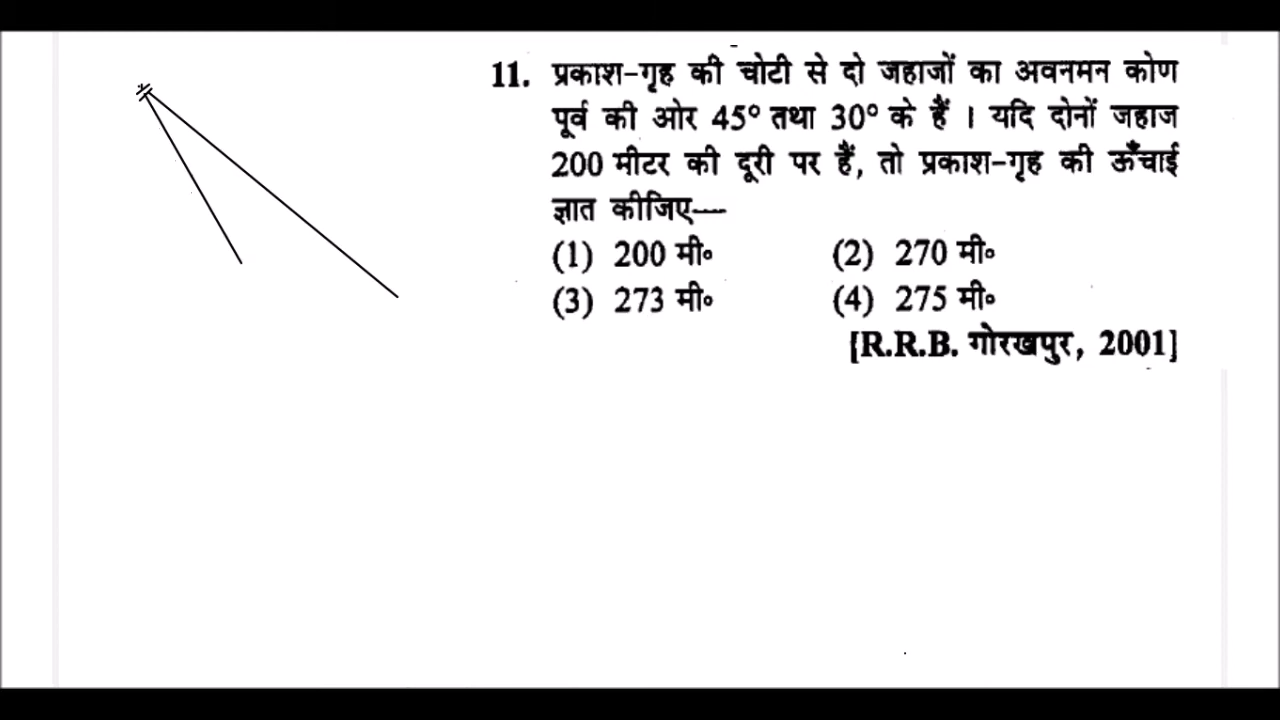 11. प्रकाश-गृह की चोटी से दो जहाजों का अवनमन कोण
पूर्व की ओर 45° तथा 30° के हैं । यदि दोनों जहाज
200 मीटर की दूरी पर हैं, तो प्रकाश-गृह की ऊँचाई
ज्ञात कीजिए—
(1) 200 मी॰ (2) 270 मी॰
(3) 273 मी॰ (4) 275 मी॰
[R.R.B. गोरखपुर, 2001]